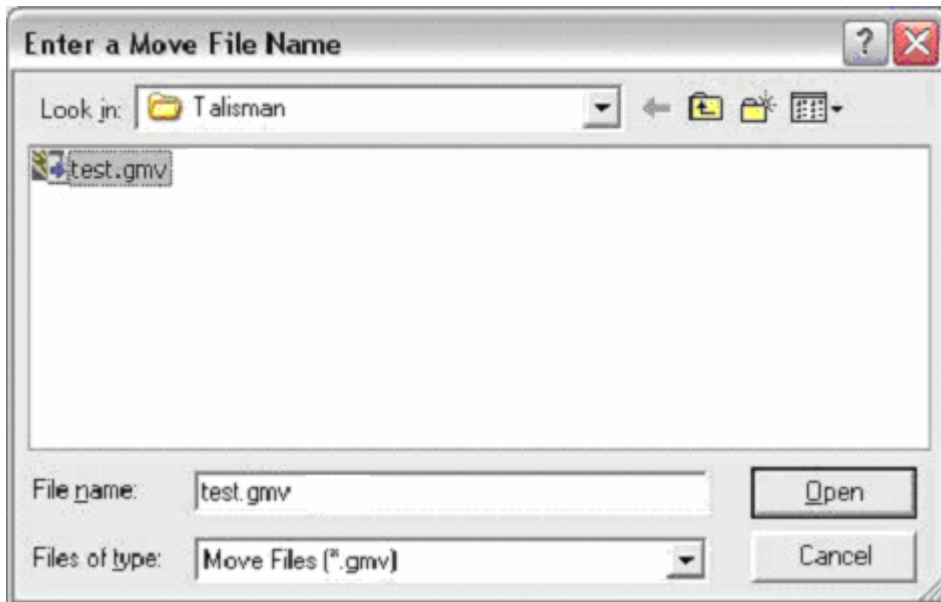 Enter a Move File Name
Look in: Talisman
test.gmv
File name: test.gmv Open
Files of type: Move Files (*.gmv) Cancel